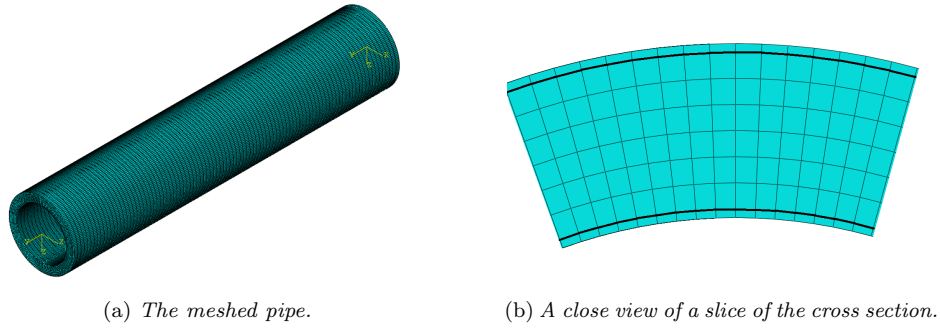 (a) The meshed pipe.
(b) A close view of a slice of the cross section.